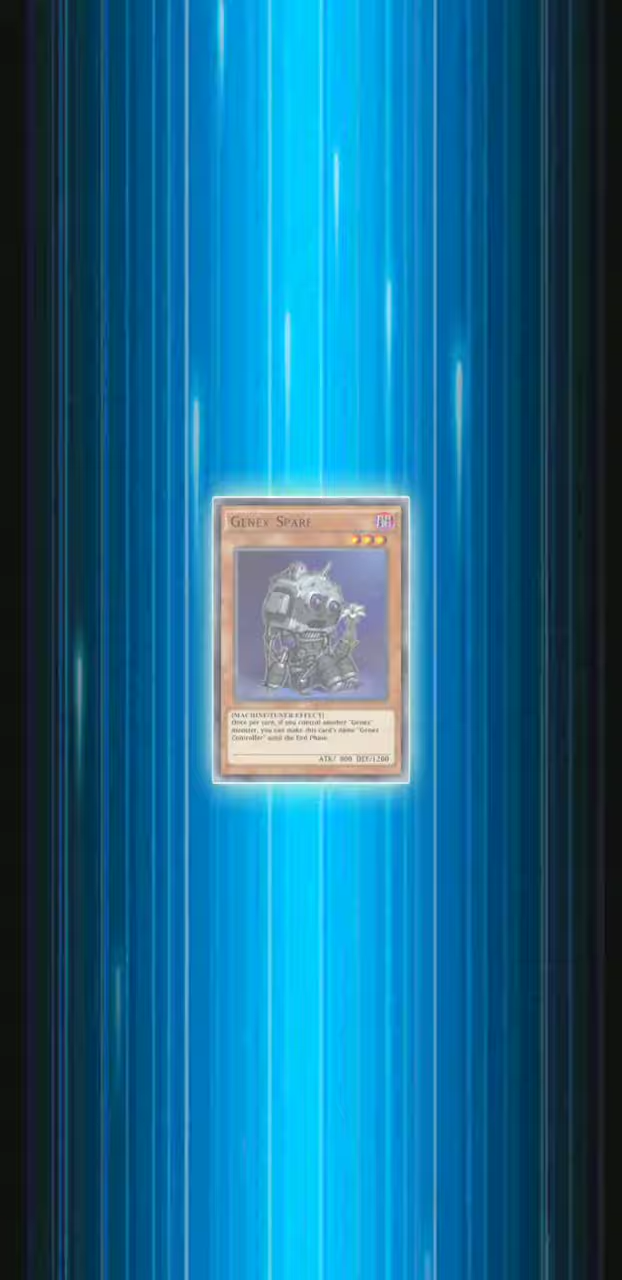 Genex Spare
[MACHINE/TUNER/EFFECT]
Once per turn, if you control another "Genex"
monster, you can make this card's name "Genex
Controller" until the End Phase.
ATK/ 800 DEF/1200